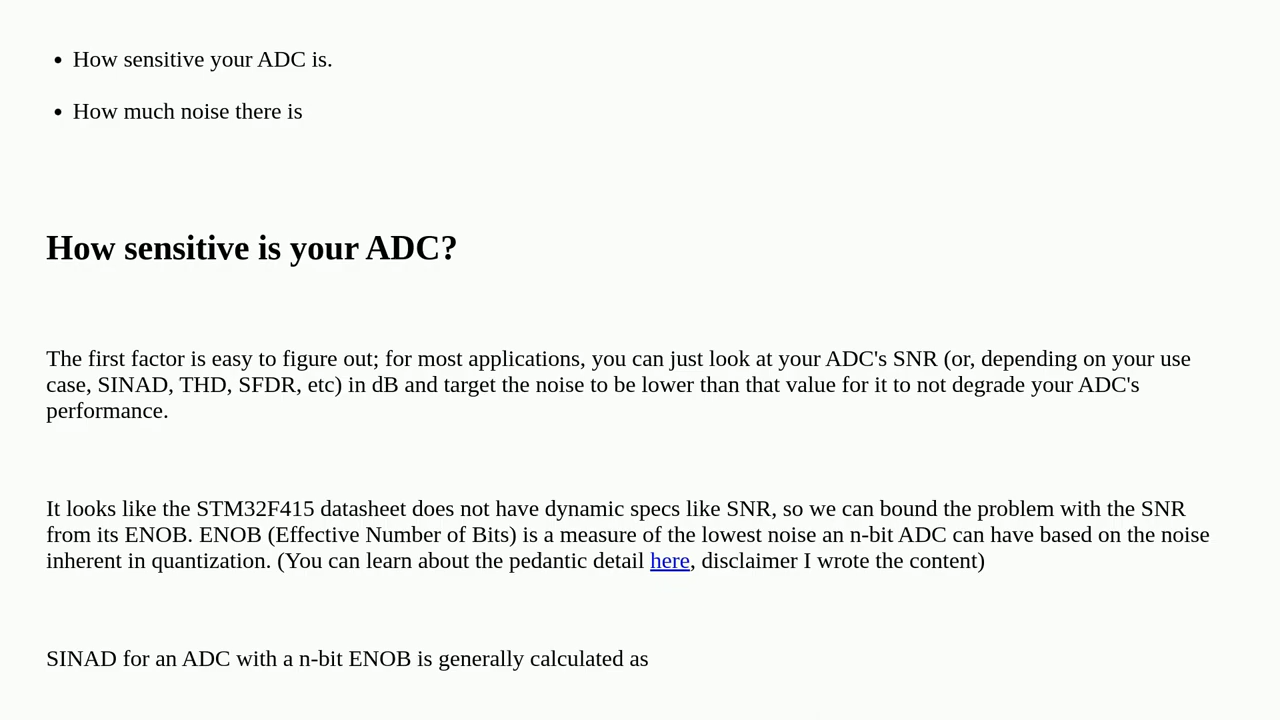 • How sensitive your ADC is.
• How much noise there is
How sensitive is your ADC?
The first factor is easy to figure out; for most applications, you can just look at your ADC's SNR (or, depending on your use
case, SINAD, THD, SFDR, etc) in dB and target the noise to be lower than that value for it to not degrade your ADC's
performance.
It looks like the STM32F415 datasheet does not have dynamic specs like SNR, so we can bound the problem with the SNR
from its ENOB. ENOB (Effective Number of Bits) is a measure of the lowest noise an n-bit ADC can have based on the noise
inherent in quantization. (You can learn about the pedantic detail here, disclaimer I wrote the content)
SINAD for an ADC with a n-bit ENOB is generally calculated as